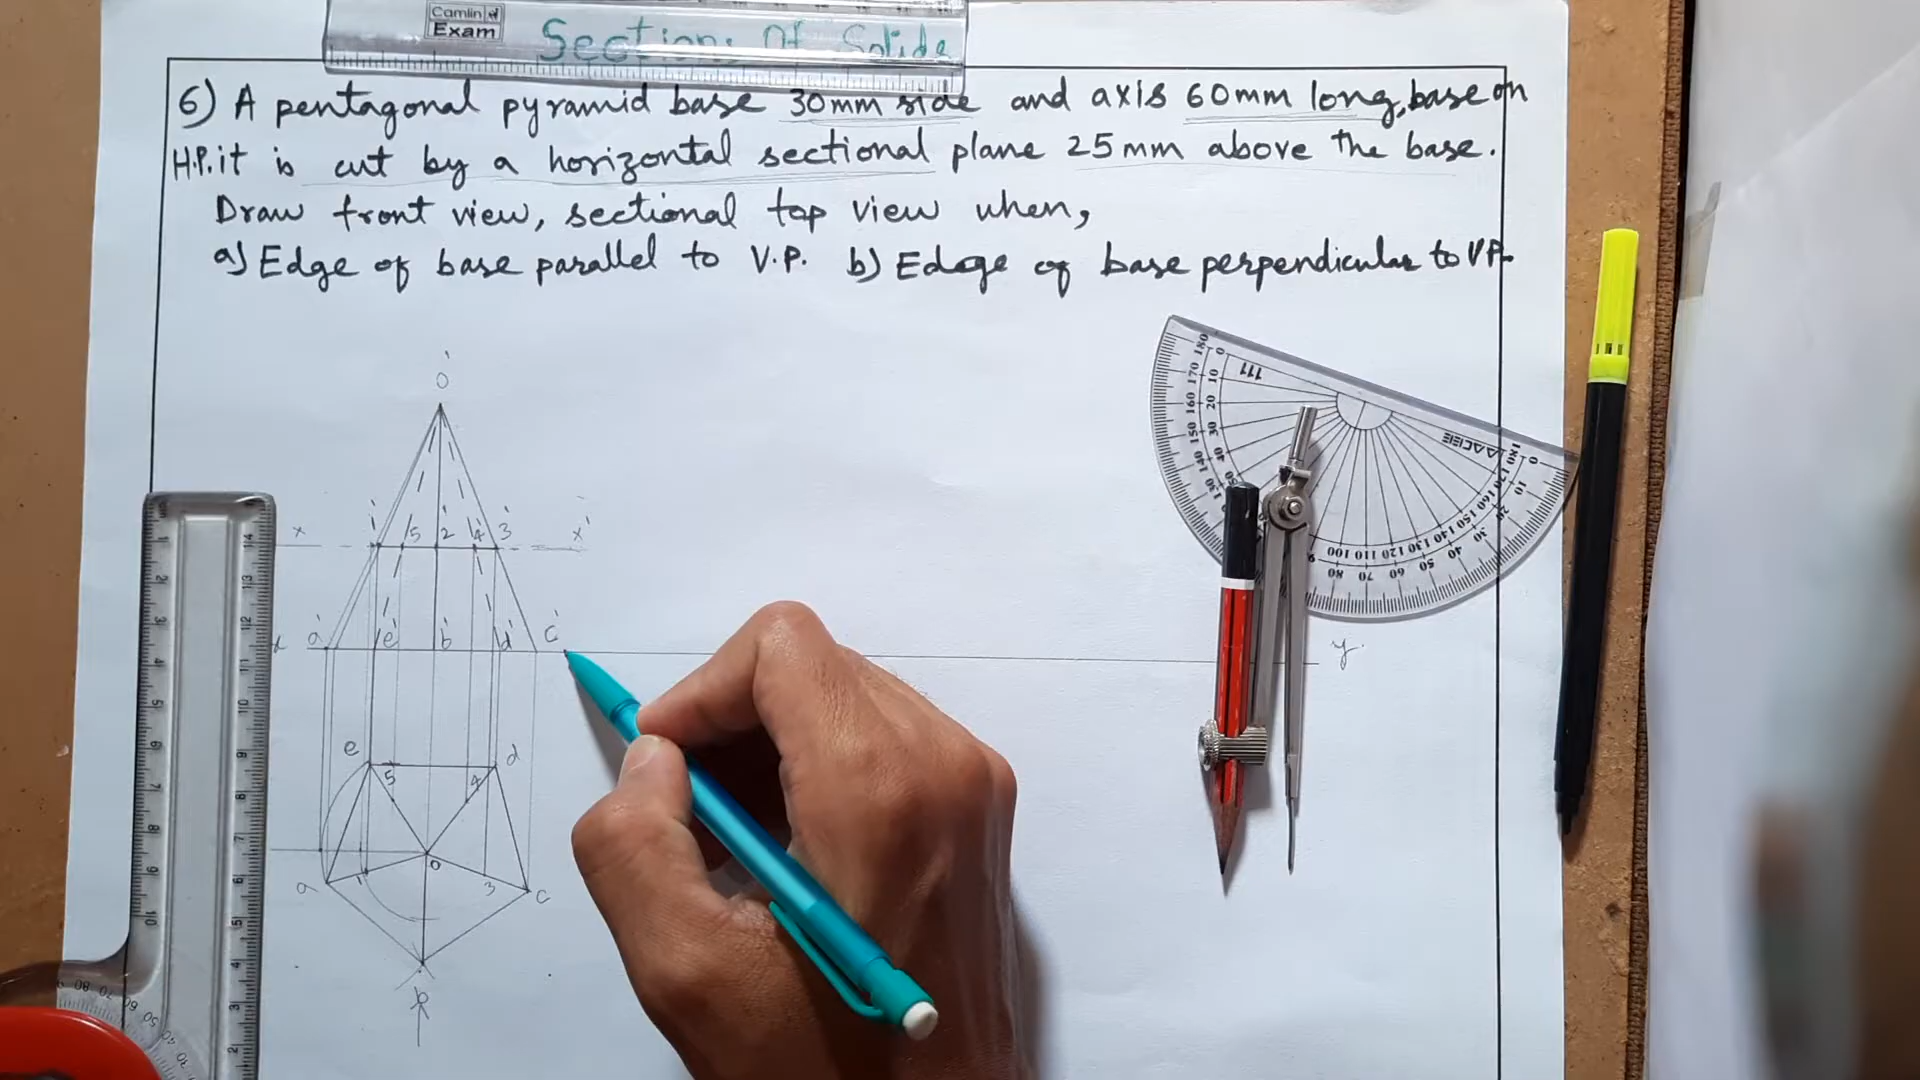 Camlin
Exam
Sections Of Solids
6) A pentagonal pyramid base 30mm side and axis 60mm long, base on
H.P. it is cut by a horizontal sectional plane 25mm above the base.
Draw front view, sectional top view when,
a) Edge of base parallel to V.P. b) Edge of base perpendicular to V.P.
o'
x 1' 5' 2' 4' 3' x'
x a' e' b' d' c' y
e d
5 4
o
a 1 3 c
b